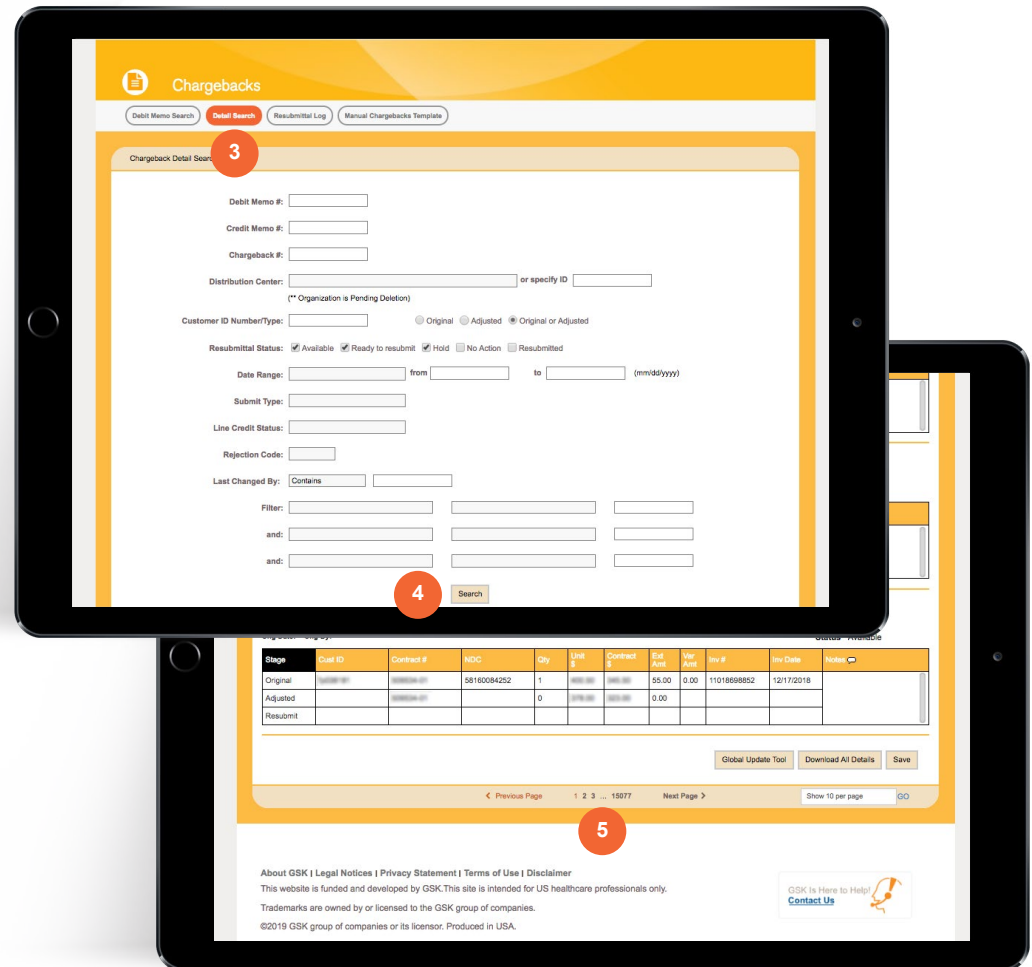 Chargebacks
Debit Memo Search Detail Search Resubmittal Log Manual Chargebacks Template
3
Chargeback Detail Sear
Debit Memo #:
Credit Memo #:
Chargeback #:
Distribution Center: or specify ID
(** Organization is Pending Deletion)
Customer ID Number/Type: Original Adjusted Original or Adjusted
Resubmittal Status: Available Ready to resubmit Hold No Action Resubmitted
Date Range: from to (mm/dd/yyyy)
Submit Type:
Line Credit Status:
Rejection Code:
Last Changed By: Contains
Filter:
and:
and:
4 Search
Status Available
Stage Cust ID Contract # NDC Qty Unit $ Contract $ Ext Amt Ver Amt Inv # Inv Date Notes
Original 58160084252 1 55.00 0.00 11018698852 12/17/2018
Adjusted 0 0.00
Resubmit
Global Update Tool Download All Details Save
Previous Page 1 2 3 ... 15077 Next Page Show 10 per page GO
5
About GSK | Legal Notices | Privacy Statement | Terms of Use | Disclaimer
This website is funded and developed by GSK.This site is intended for US healthcare professionals only.
Trademarks are owned by or licensed to the GSK group of companies.
©2019 GSK group of companies or its licensor. Produced in USA.
GSK Is Here to Help!
Contact Us